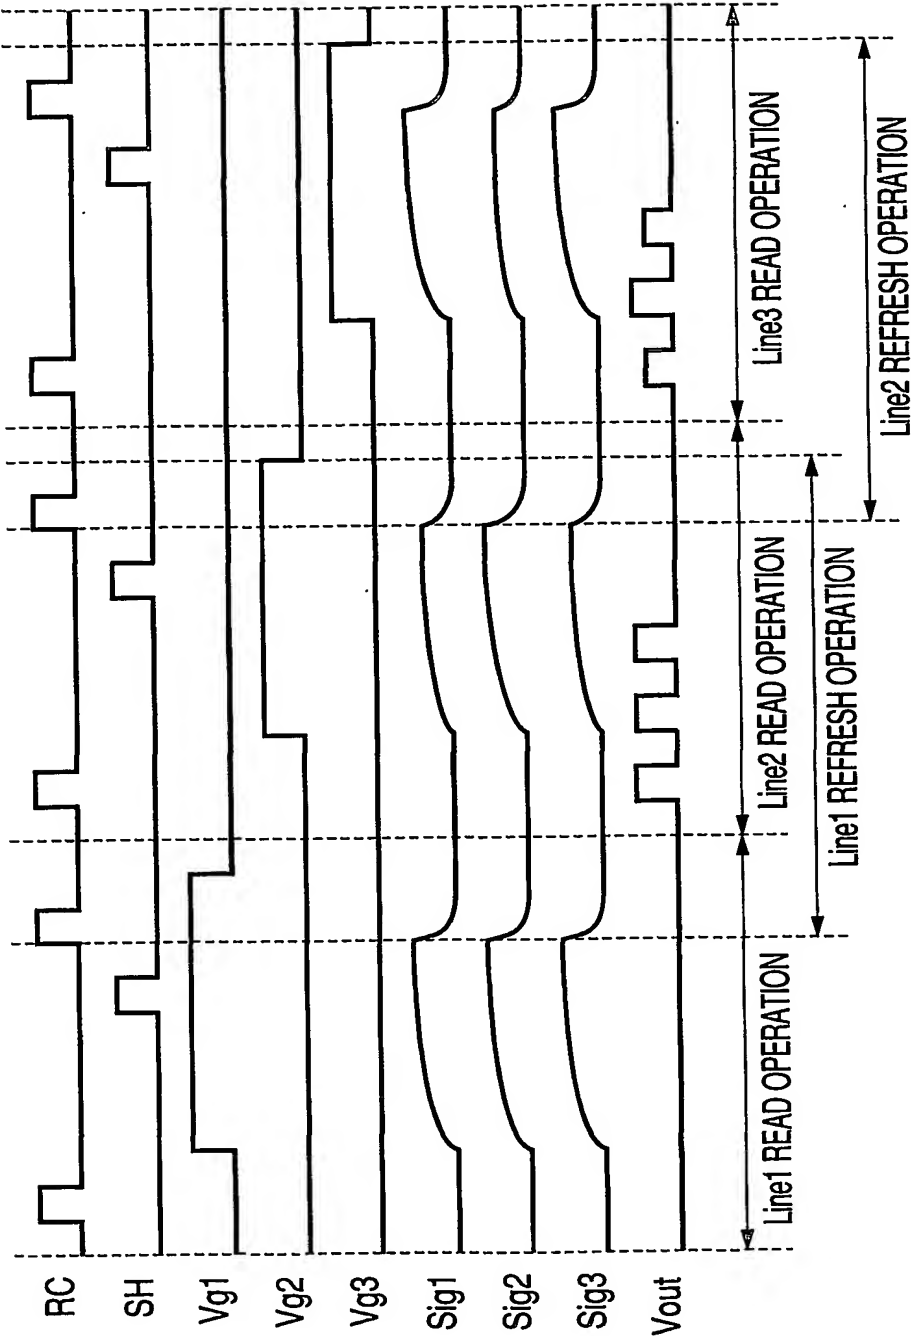 RC
SH
Vg1
Vg2
Vg3
Sig1
Sig2
Sig3
Vout
Line1 READ OPERATION
Line2 READ OPERATION
Line3 READ OPERATION
Line1 REFRESH OPERATION
Line2 REFRESH OPERATION